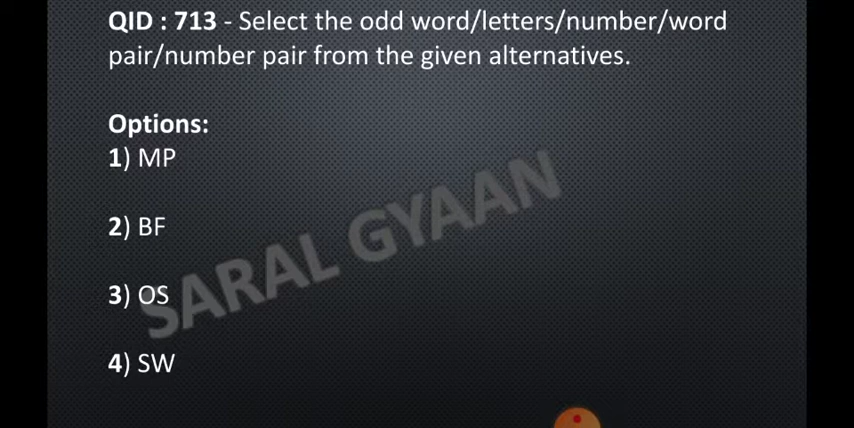 QID : 713 - Select the odd word/letters/number/word
pair/number pair from the given alternatives.
Options:
1) MP
2) BF
3) OS
4) SW
SARAL GYAAN